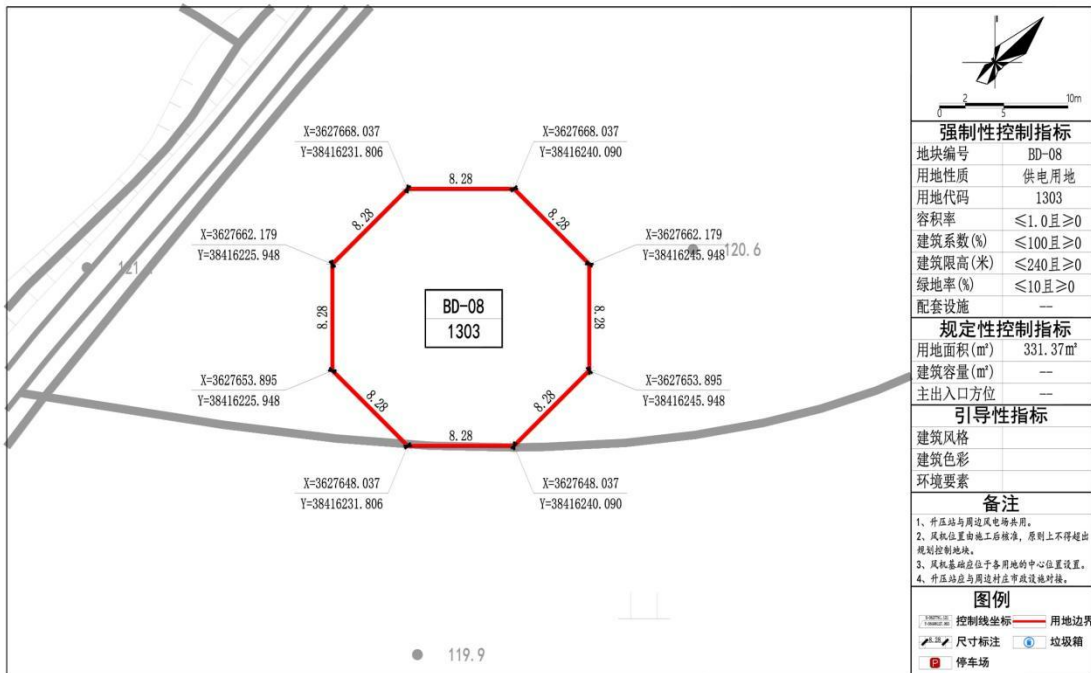 X=3627668.037
Y=38416231.806
X=3627668.037
Y=38416240.090
8.28
8.28
8.28
X=3627662.179
Y=38416225.948
X=3627662.179
Y=38416245.948
120.6
8.28
BD-08
1303
8.28
X=3627653.895
Y=38416225.948
X=3627653.895
Y=38416245.948
8.28
8.28
8.28
X=3627648.037
Y=38416231.806
X=3627648.037
Y=38416240.090
119.9
2
10m
0
5
强制性控制指标
地块编号 BD-08
用地性质 供电用地
用地代码 1303
容积率 ≤1.0且≥0
建筑系数(%) ≤100且≥0
建筑限高(米) ≤240且≥0
绿地率(%) ≤10且≥0
配套设施 --
规定性控制指标
用地面积(㎡) 331.37㎡
建筑容量(㎡) --
主出入口方位 --
引导性指标
建筑风格
建筑色彩
环境要素
备注
1、升压站与周边风电场共用。
2、风机位置由施工后核准，原则上不得超出
规划控制地块。
3、风机基础应位于各用地的中心位置设置。
4、升压站应与周边村庄市政设施对接。
图例
控制线坐标 用地边界
8.28 尺寸标注 垃圾箱
P 停车场